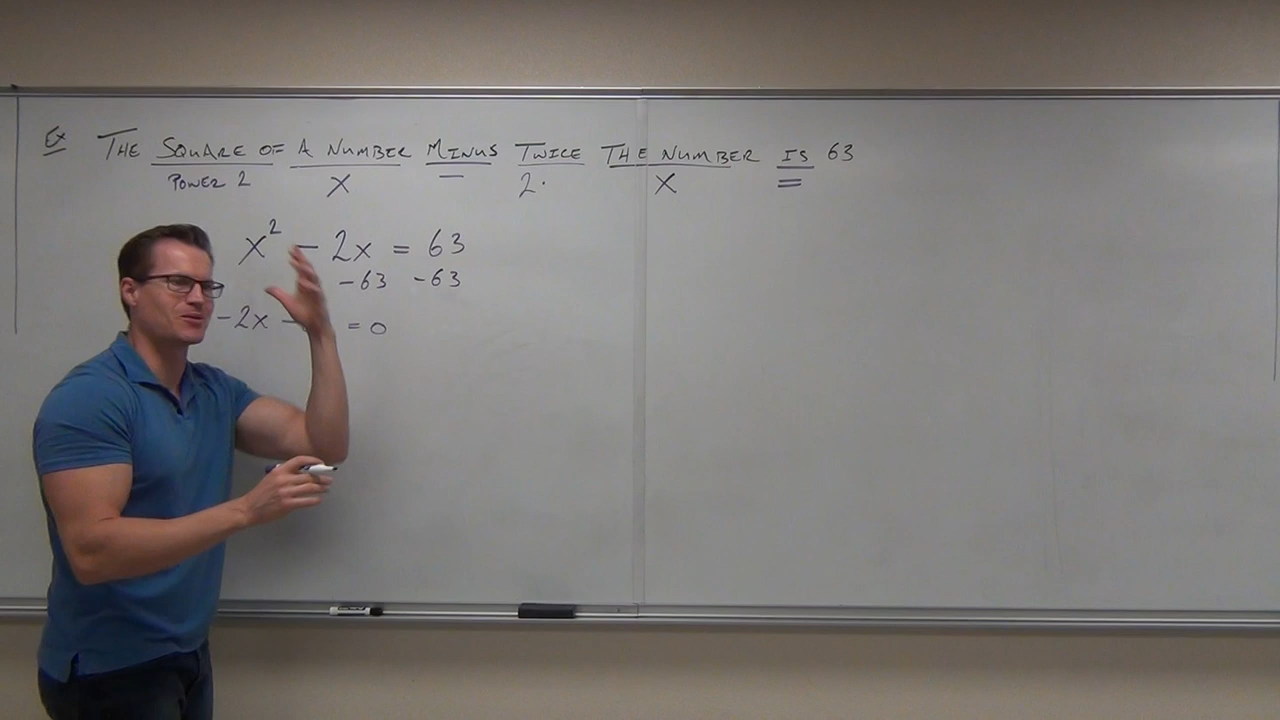 Ex THE SQUARE OF A NUMBER MINUS TWICE THE NUMBER IS 63
POWER 2 X − 2· X =
x² − 2x = 63
−63 −63
−2x − = 0